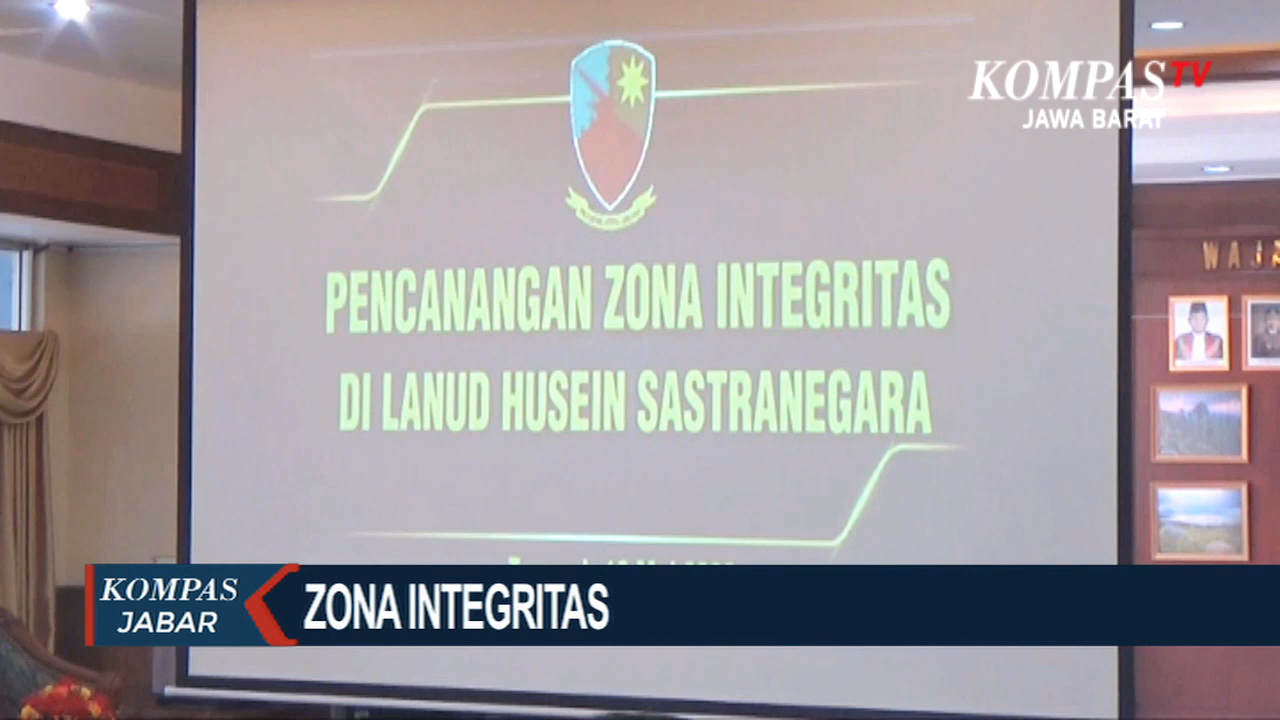 KOMPAS TV
JAWA BARAT
PENCANANGAN ZONA INTEGRITAS
DI LANUD HUSEIN SASTRANEGARA
KOMPAS
JABAR
ZONA INTEGRITAS